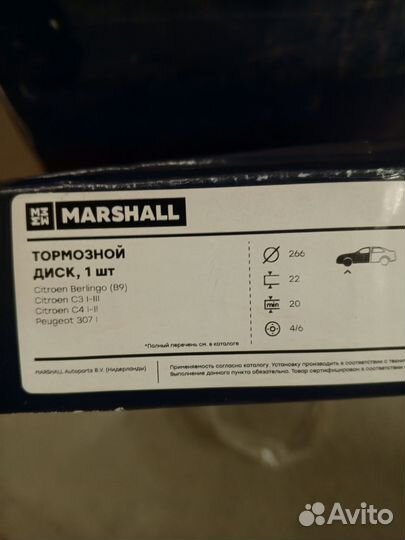 MARSHALL
ТОРМОЗНОЙ
ДИСК, 1 шт
Citroen Berlingo (B9)
Citroen C3 I-III
Citroen C4 I-II
Peugeot 307 I
266
22
min 20
4/6
*Полный перечень см. в каталоге
MARSHALL Autoparts B.V. (Нидерланды)
Применяемость согласно каталогу. Установку производить в соответствии с техни
Выполнение данного пункта обязательно. Товар сертифицирован. Изготовлен
Avito